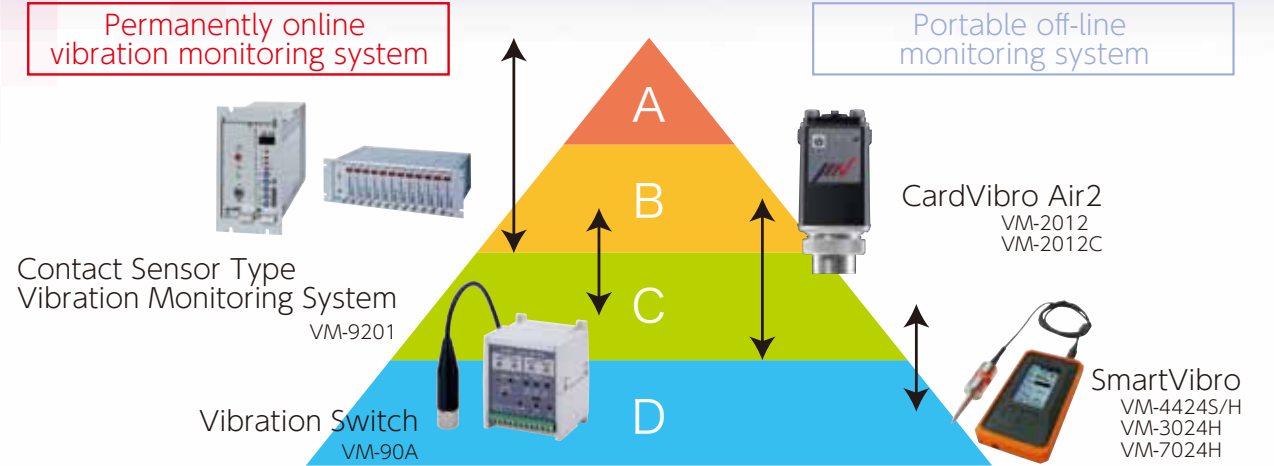 Permanently online
vibration monitoring system
Portable off-line
monitoring system
A
B
C
D
Contact Sensor Type
Vibration Monitoring System
VM-9201
Vibration Switch
VM-90A
CardVibro Air2
VM-2012
VM-2012C
SmartVibro
VM-4424S/H
VM-3024H
VM-7024H